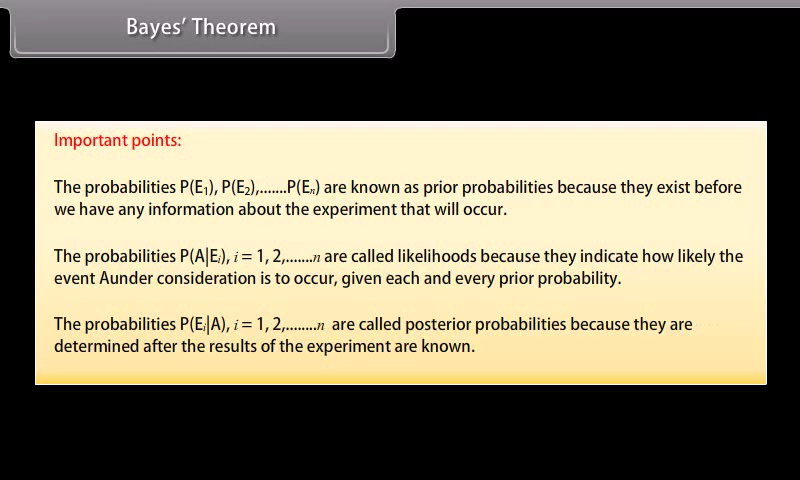 Bayes’ Theorem
Important points:
The probabilities P(E₁), P(E₂),.......P(Eₙ) are known as prior probabilities because they exist before
we have any information about the experiment that will occur.
The probabilities P(A|Eᵢ), i = 1, 2,.......n are called likelihoods because they indicate how likely the
event Aunder consideration is to occur, given each and every prior probability.
The probabilities P(Eᵢ|A), i = 1, 2,........n are called posterior probabilities because they are
determined after the results of the experiment are known.